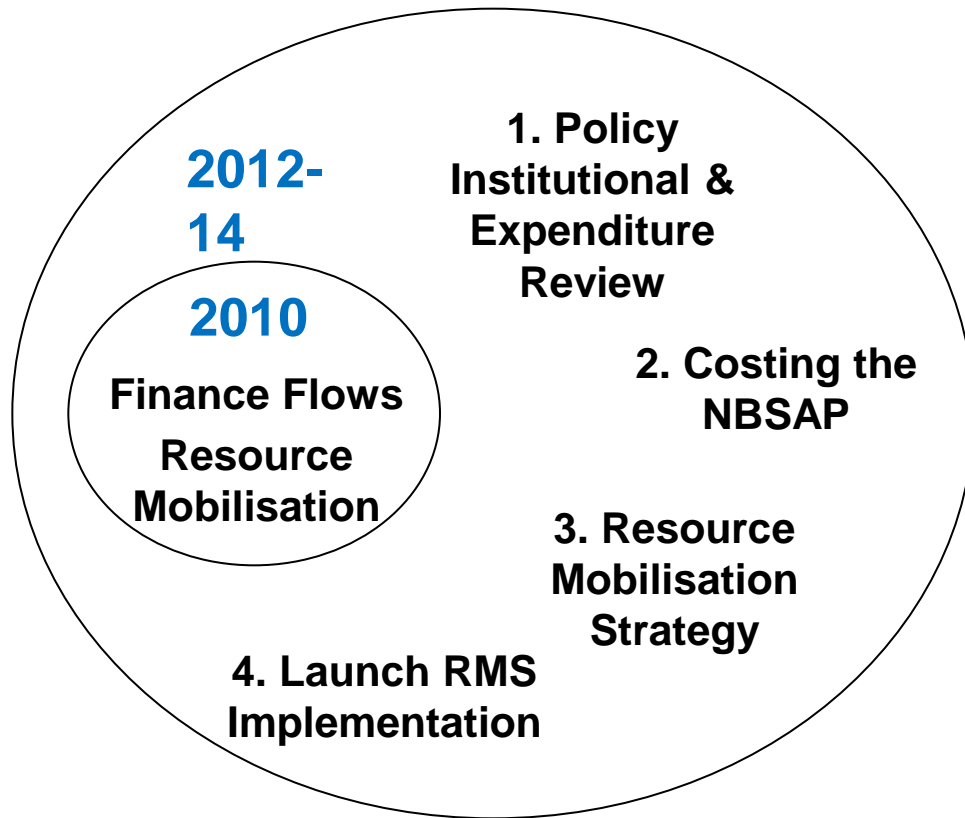 2012-
14
2010
Finance Flows
Resource
Mobilisation
1. Policy
Institutional &
Expenditure
Review
2. Costing the
NBSAP
3. Resource
Mobilisation
Strategy
4. Launch RMS
Implementation